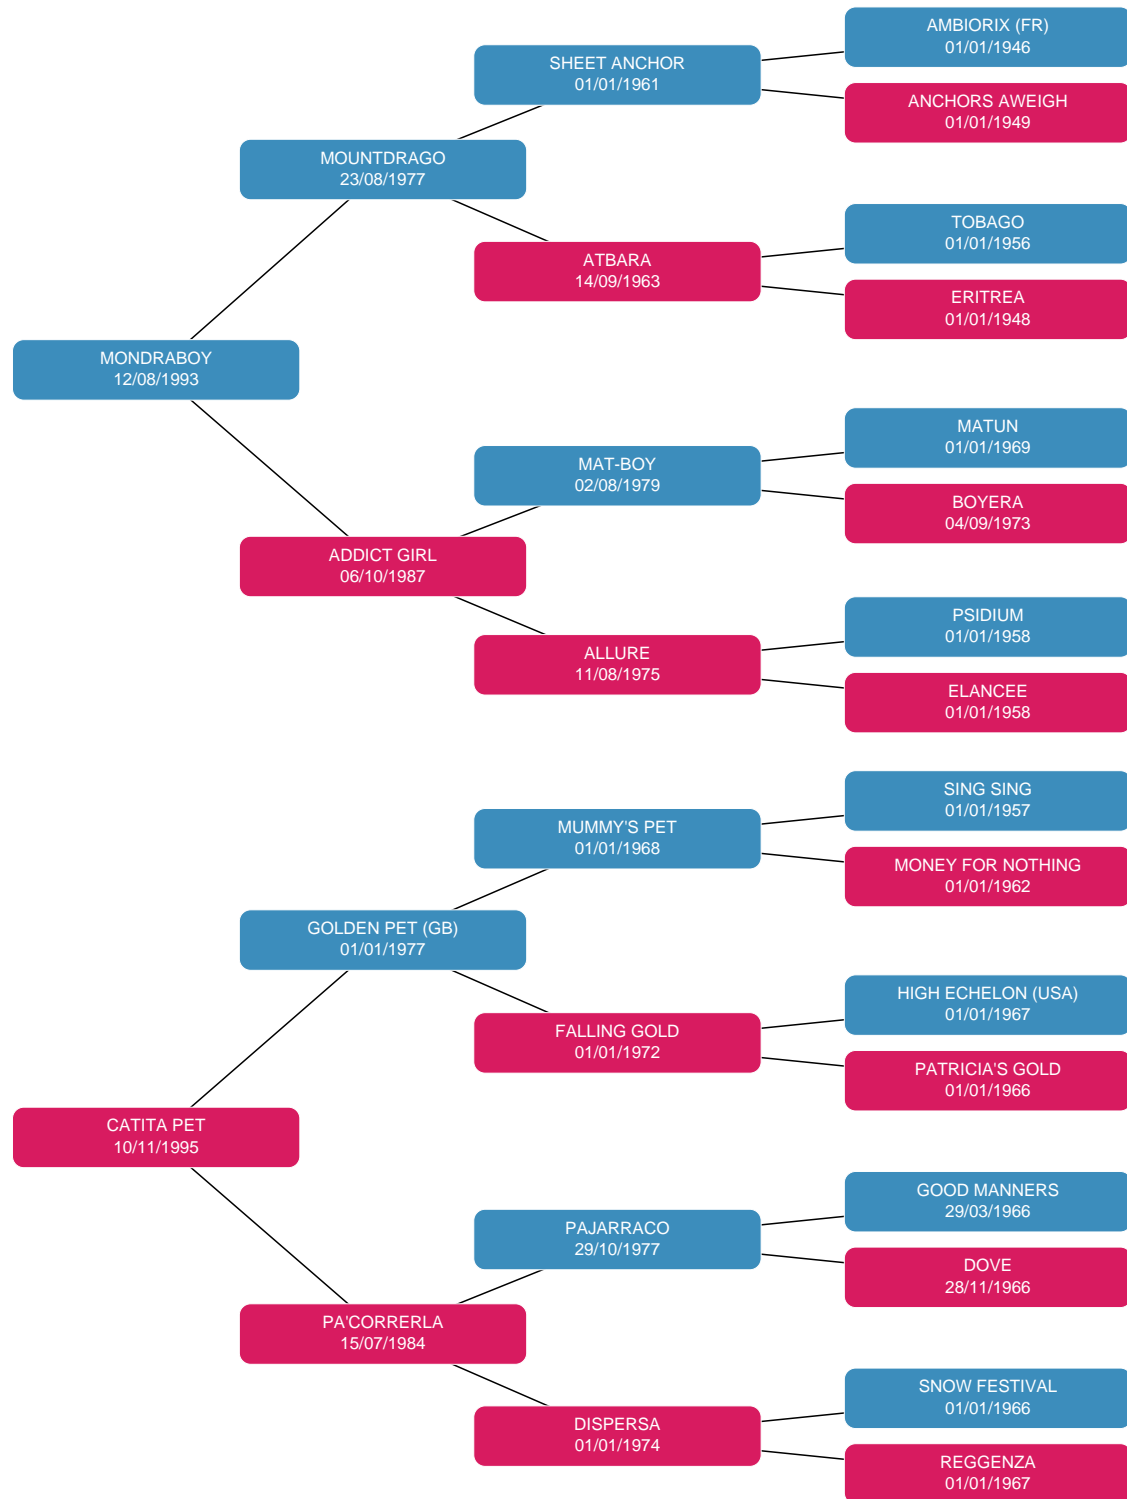 AMBIORIX (FR)
01/01/1946
SHEET ANCHOR
01/01/1961
ANCHORS AWEIGH
01/01/1949
MOUNTDRAGO
23/08/1977
TOBAGO
01/01/1956
ATBARA
14/09/1963
ERITREA
01/01/1948
MONDRABOY
12/08/1993
MATUN
01/01/1969
MAT-BOY
02/08/1979
BOYERA
04/09/1973
ADDICT GIRL
06/10/1987
PSIDIUM
01/01/1958
ALLURE
11/08/1975
ELANCEE
01/01/1958
SING SING
01/01/1957
MUMMY'S PET
01/01/1968
MONEY FOR NOTHING
01/01/1962
GOLDEN PET (GB)
01/01/1977
HIGH ECHELON (USA)
01/01/1967
FALLING GOLD
01/01/1972
PATRICIA'S GOLD
01/01/1966
CATITA PET
10/11/1995
GOOD MANNERS
29/03/1966
PAJARRACO
29/10/1977
DOVE
28/11/1966
PA'CORRERLA
15/07/1984
SNOW FESTIVAL
01/01/1966
DISPERSA
01/01/1974
REGGENZA
01/01/1967